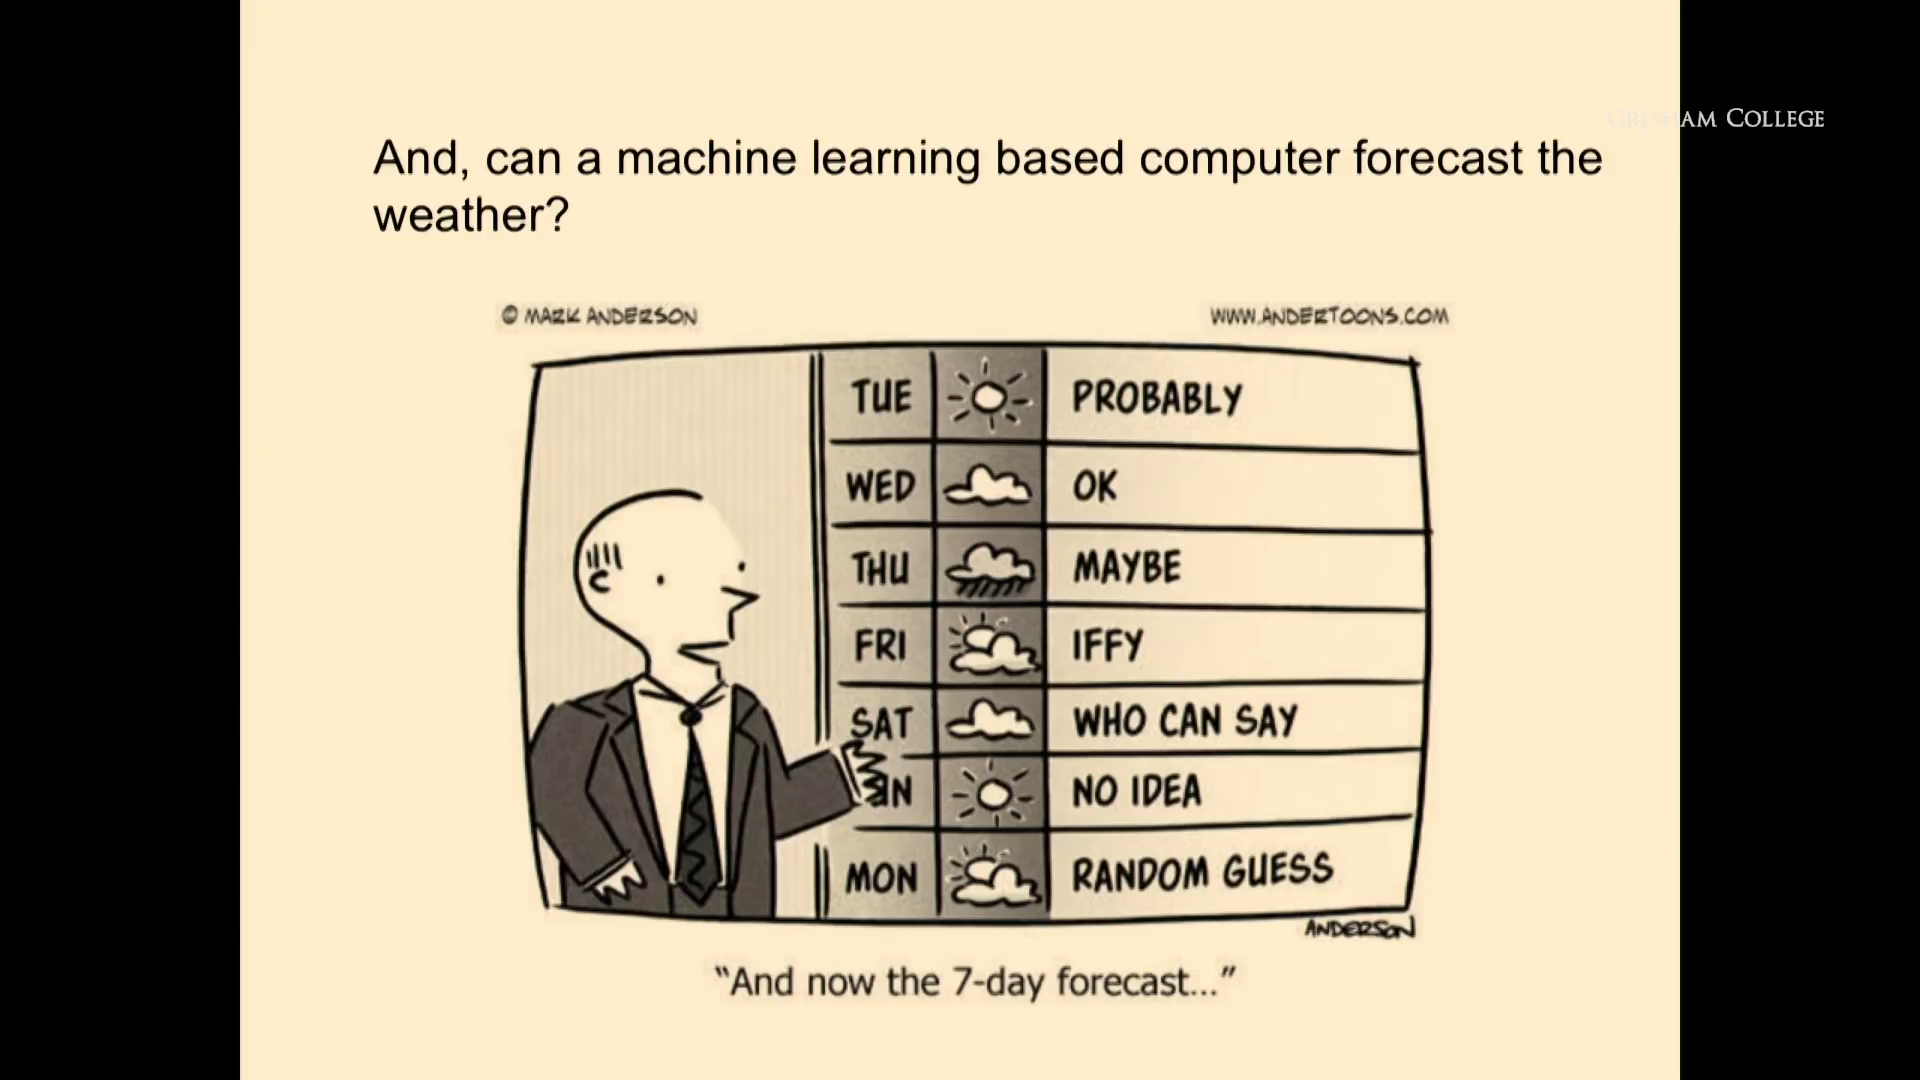 GRESHAM COLLEGE
And, can a machine learning based computer forecast the
weather?
© MARK ANDERSON
WWW.ANDERTOONS.COM
TUE PROBABLY
WED OK
THU MAYBE
FRI IFFY
SAT WHO CAN SAY
UN NO IDEA
MON RANDOM GUESS
ANDERSON
“And now the 7-day forecast...”